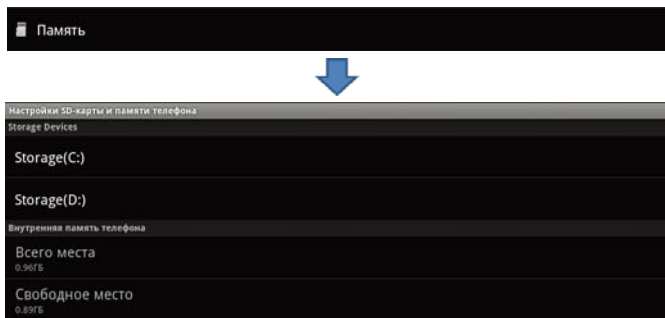 Память
Настройки SD-карты и памяти телефона
Storage Devices
Storage(C:)
Storage(D:)
Внутренняя память телефона
Всего места
0.96ГБ
Свободное место
0.89ГБ